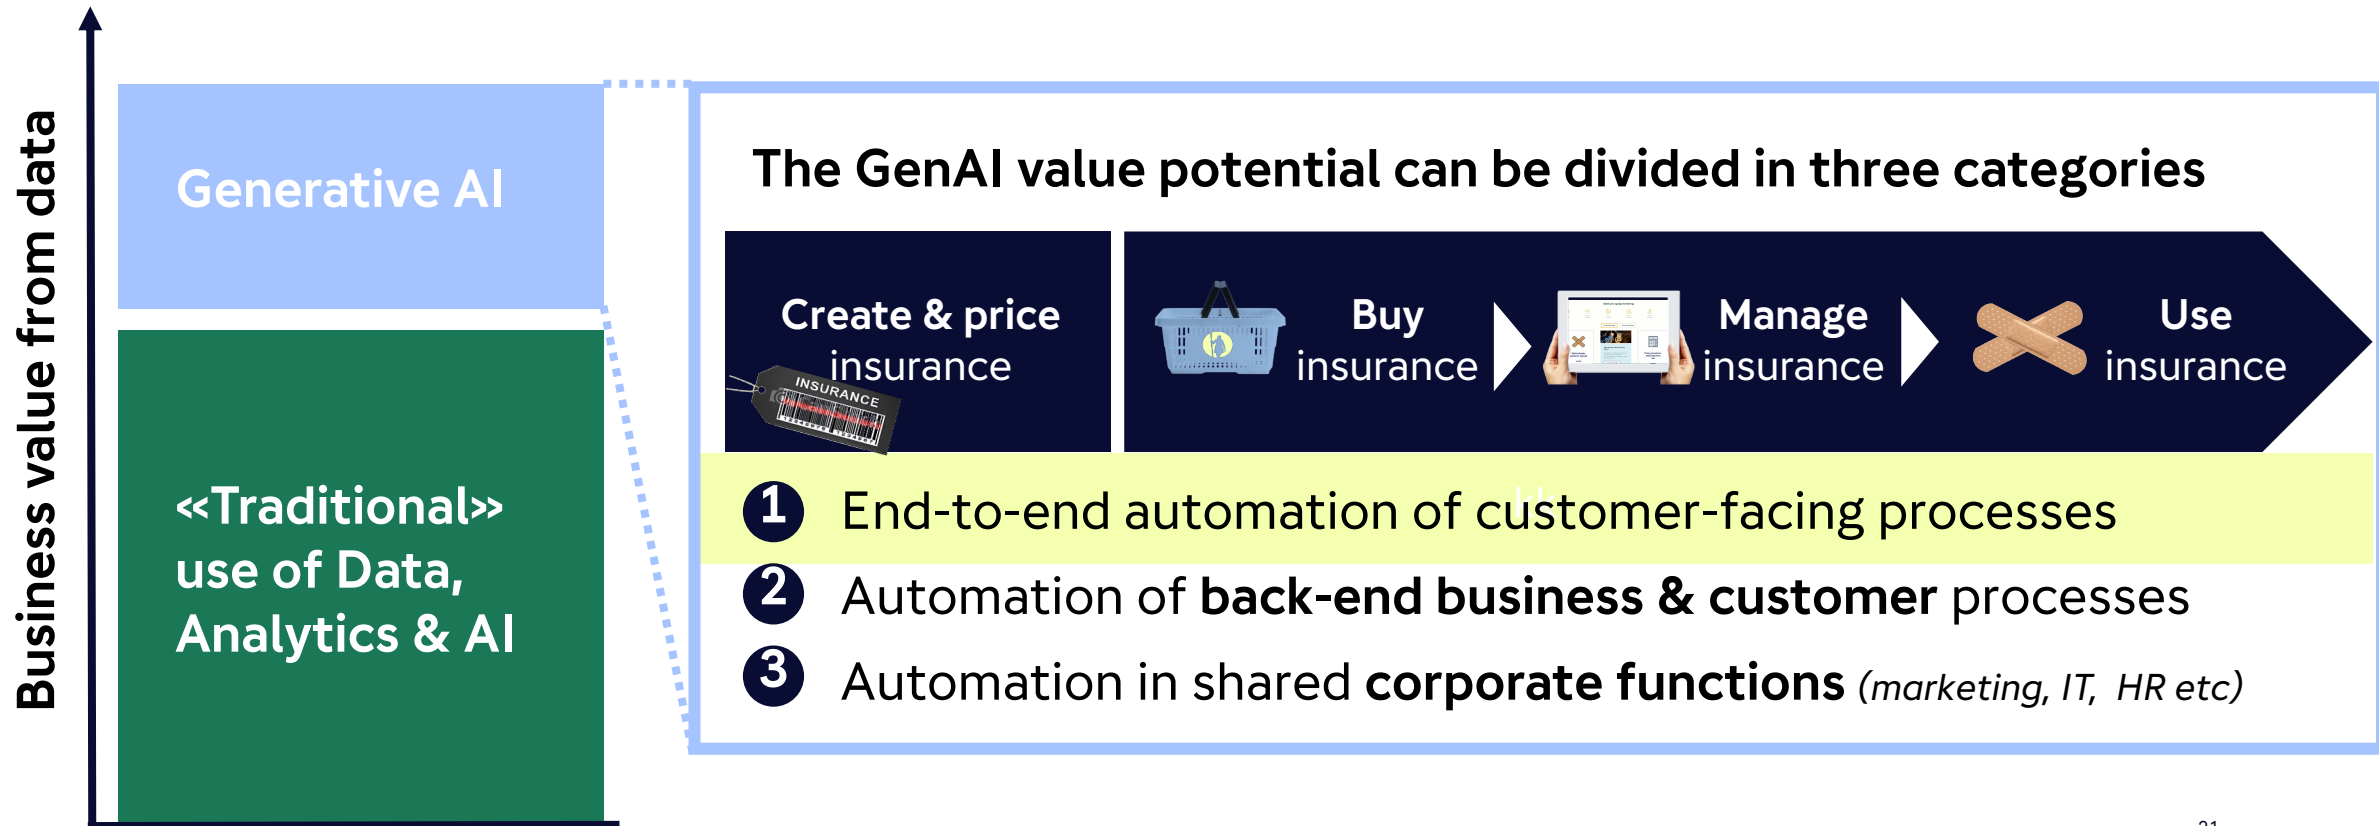 Business value from data
Generative AI
«Traditional»
use of Data,
Analytics & AI
The GenAI value potential can be divided in three categories
Create & price
insurance
INSURANCE
Buy
insurance
Manage
insurance
Use
insurance
1 End-to-end automation of customer-facing processes
2 Automation of back-end business & customer processes
3 Automation in shared corporate functions (marketing, IT, HR etc)